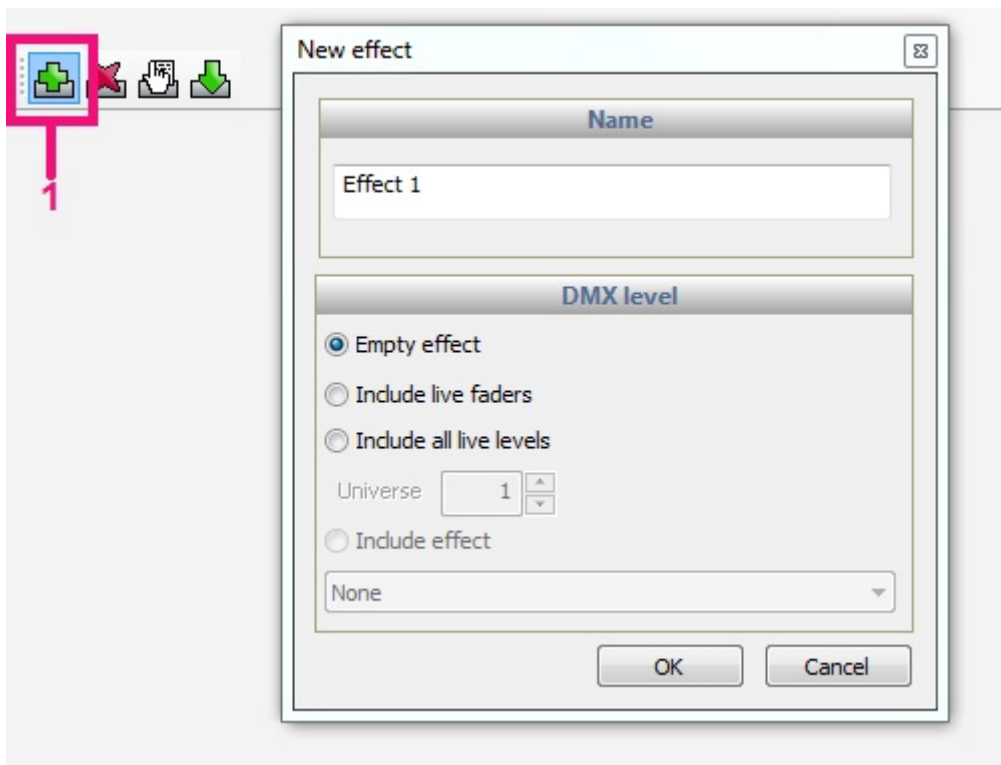 New effect
1
Name
Effect 1
DMX level
Empty effect
Include live faders
Include all live levels
Universe 1
Include effect
None
OK Cancel